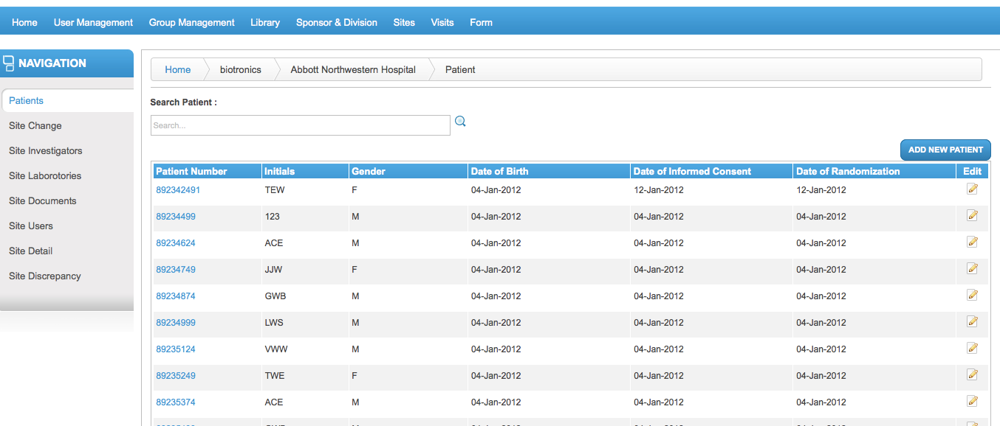 Home User Management Group Management Library Sponsor & Division Sites Visits Form
NAVIGATION
Patients
Site Change
Site Investigators
Site Laborotories
Site Documents
Site Users
Site Detail
Site Discrepancy
Home biotronics Abbott Northwestern Hospital Patient
Search Patient :
Search...
ADD NEW PATIENT
Patient Number Initials Gender Date of Birth Date of Informed Consent Date of Randomization Edit
892342491 TEW F 04-Jan-2012 12-Jan-2012 12-Jan-2012
89234499 123 M 04-Jan-2012 04-Jan-2012 04-Jan-2012
89234624 ACE M 04-Jan-2012 04-Jan-2012 04-Jan-2012
89234749 JJW F 04-Jan-2012 04-Jan-2012 04-Jan-2012
89234874 GWB M 04-Jan-2012 04-Jan-2012 04-Jan-2012
89234999 LWS M 04-Jan-2012 04-Jan-2012 04-Jan-2012
89235124 VWW M 04-Jan-2012 04-Jan-2012 04-Jan-2012
89235249 TWE F 04-Jan-2012 04-Jan-2012 04-Jan-2012
89235374 ACE M 04-Jan-2012 04-Jan-2012 04-Jan-2012